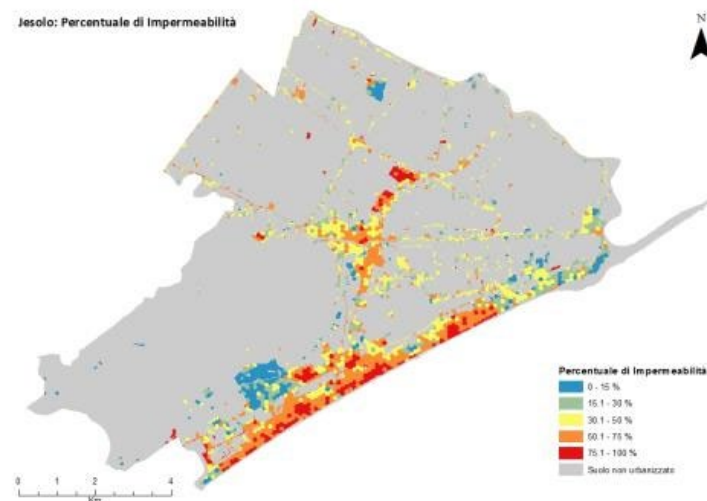 Jesolo: Percentuale di Impermeabilità
N
Percentuale di Impermeabilità
0 - 15 %
15.1 - 30 %
30.1 - 50 %
50.1 - 75 %
75.1 - 100 %
Suolo non urbanizzato
0 1 2 4
Km